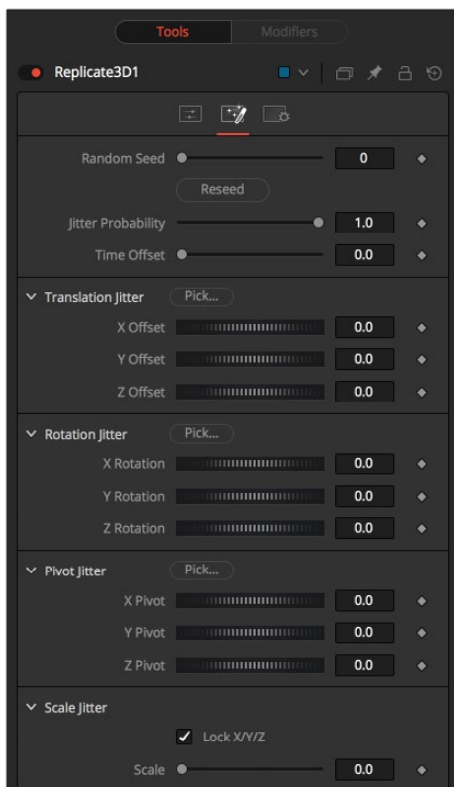 Tools Modifiers
Replicate3D1
Random Seed 0
Reseed
Jitter Probability 1.0
Time Offset 0.0
Translation Jitter Pick...
X Offset 0.0
Y Offset 0.0
Z Offset 0.0
Rotation Jitter Pick...
X Rotation 0.0
Y Rotation 0.0
Z Rotation 0.0
Pivot Jitter Pick...
X Pivot 0.0
Y Pivot 0.0
Z Pivot 0.0
Scale Jitter
Lock X/Y/Z
Scale 0.0